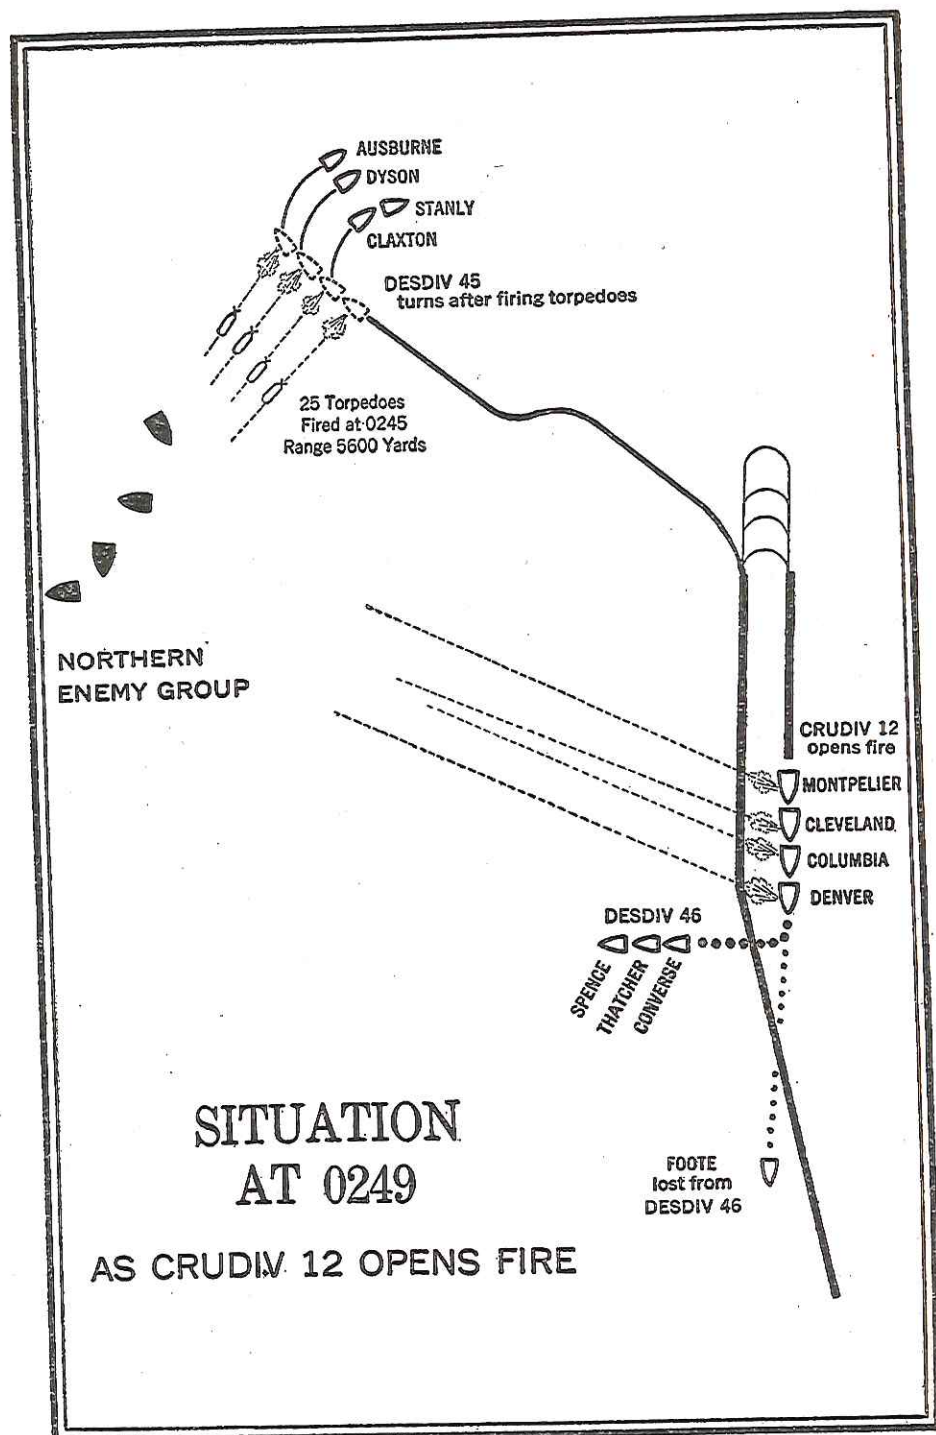 AUSBURNE
DYSON
STANLY
CLAXTON
DESDIV 45
turns after firing torpedoes
25 Torpedoes
Fired at 0245
Range 5600 Yards
NORTHERN
ENEMY GROUP
CRUDIV 12
opens fire
MONTPELIER
CLEVELAND
COLUMBIA
DENVER
DESDIV 46
SPENCE
THATCHER
CONVERSE
FOOTE
lost from
DESDIV 46
SITUATION
AT 0249
AS CRUDIV 12 OPENS FIRE